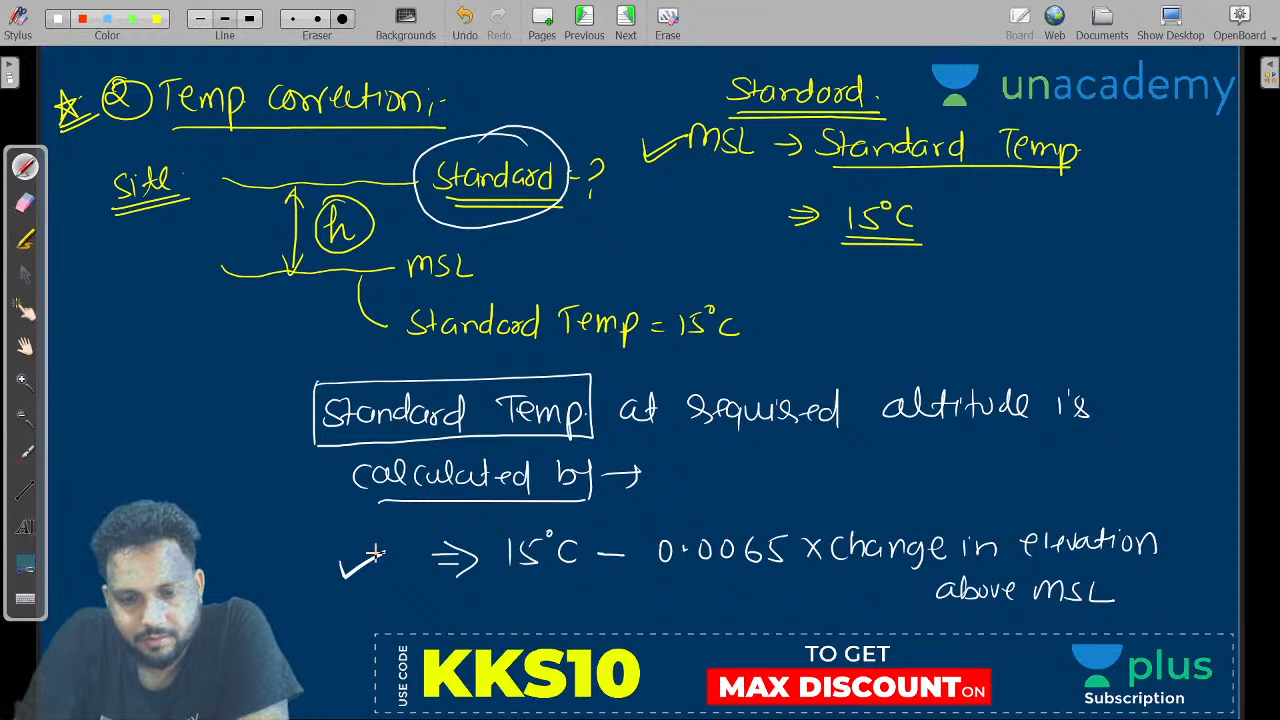 Stylus
Color
Line
Eraser
Backgrounds
Undo
Redo
Pages
Previous
Next
Erase
Board
Web
Documents
Show Desktop
OpenBoard
② Temp correction;-
Site
Standard - ?
h
MSL
Standard Temp = 15°C
Standard.
MSL → Standard Temp
⇒ 15°C
unacademy
Standard Temp. at required altitude is
calculated by →
⇒ 15°C - 0.0065 x change in elevation
above MSL
USE CODE
KKS10
TO GET
MAX DISCOUNT ON
plus
Subscription